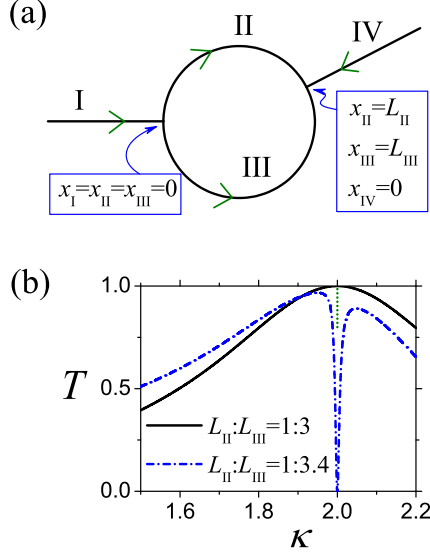 (a)
II
IV
I
III
x_I=x_II=x_III=0
x_II=L_II
x_III=L_III
x_IV=0
(b)
1.0
0.5
0.0
T
L_II:L_III=1:3
L_II:L_III=1:3.4
1.6 1.8 2.0 2.2
κ